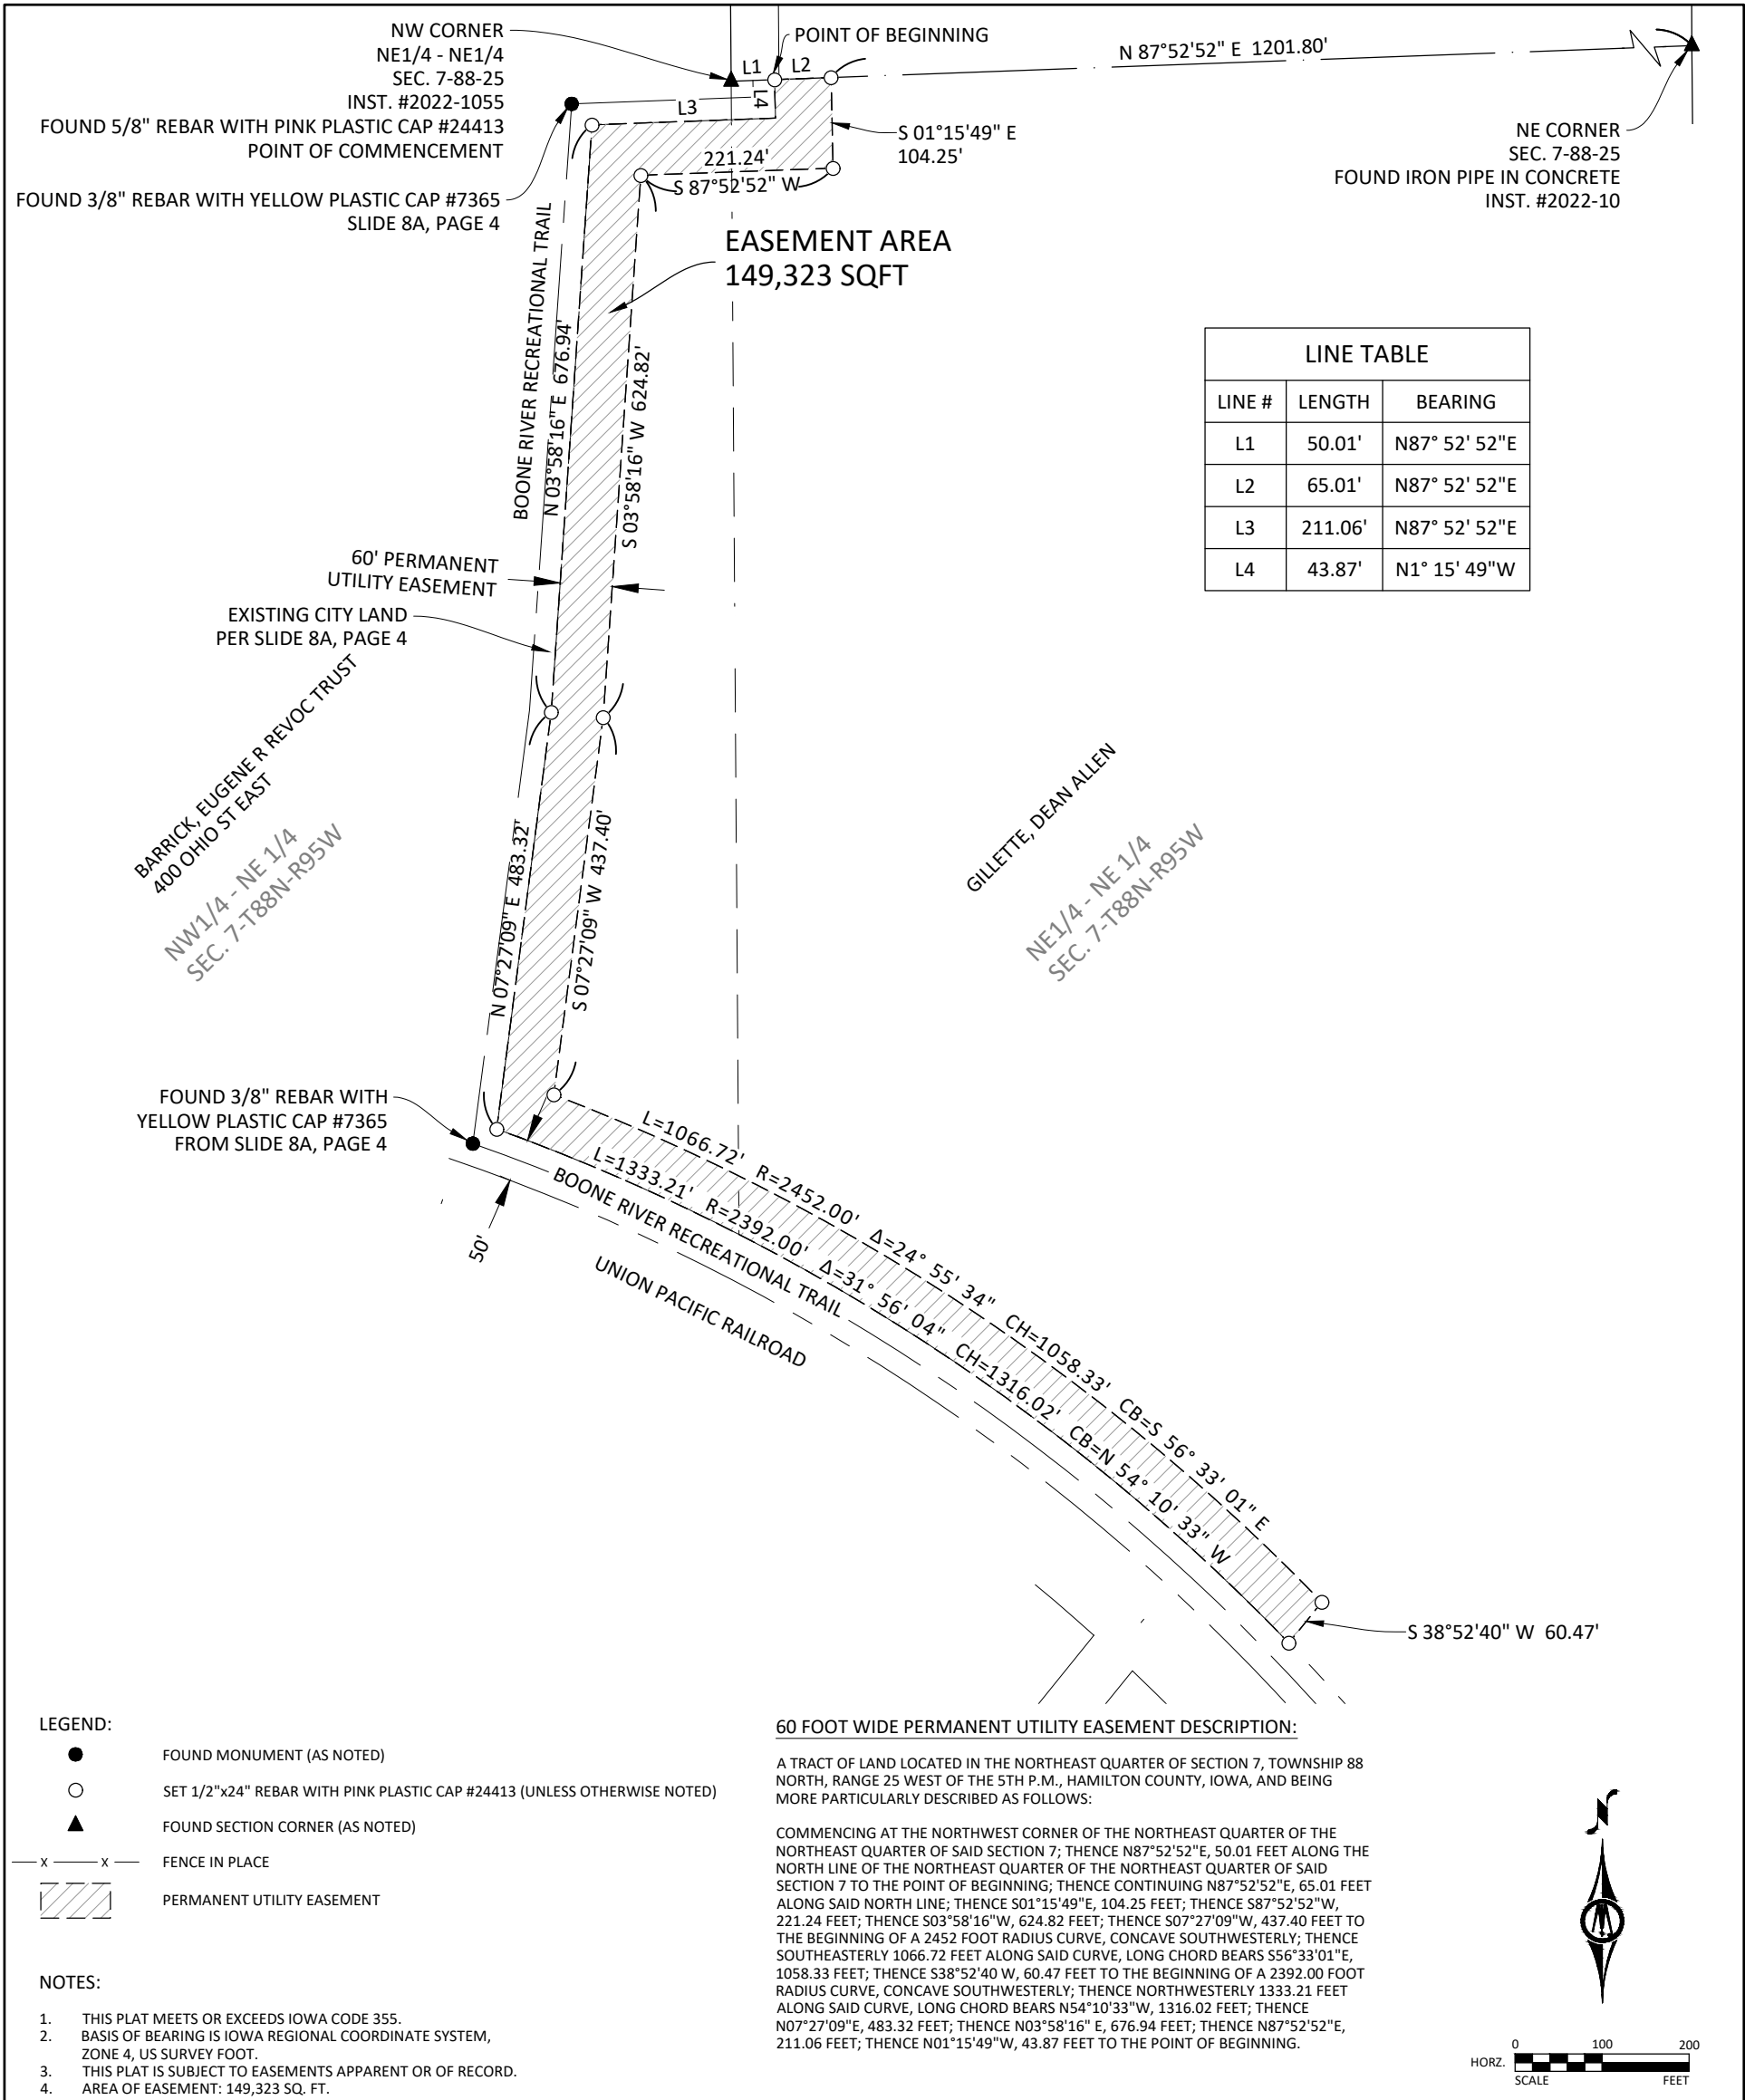 NW CORNER
NE1/4 - NE1/4
SEC. 7-88-25
INST. #2022-1055
FOUND 5/8" REBAR WITH PINK PLASTIC CAP #24413
POINT OF COMMENCEMENT
FOUND 3/8" REBAR WITH YELLOW PLASTIC CAP #7365
SLIDE 8A, PAGE 4
POINT OF BEGINNING
L1
L2
L3
L4
N 87°52'52" E 1201.80'
S 01°15'49" E
104.25'
NE CORNER
SEC. 7-88-25
FOUND IRON PIPE IN CONCRETE
INST. #2022-10
221.24'
S 87°52'52" W
EASEMENT AREA
149,323 SQFT
BOONE RIVER RECREATIONAL TRAIL
N 03°58'16" E 676.94'
S 03°58'16" W 624.82'
LINE TABLE
LINE # LENGTH BEARING
L1 50.01' N87° 52' 52"E
L2 65.01' N87° 52' 52"E
L3 211.06' N87° 52' 52"E
L4 43.87' N1° 15' 49"W
60' PERMANENT
UTILITY EASEMENT
EXISTING CITY LAND
PER SLIDE 8A, PAGE 4
BARRICK, EUGENE R REVOC TRUST
400 OHIO ST EAST
NW1/4 - NE 1/4
SEC. 7-T88N-R95W
GILLETTE, DEAN ALLEN
NE1/4 - NE 1/4
SEC. 7-T88N-R95W
N 07°27'09" E 483.32'
S 07°27'09" W 437.40'
FOUND 3/8" REBAR WITH
YELLOW PLASTIC CAP #7365
FROM SLIDE 8A, PAGE 4
L=1066.72' R=2452.00' Δ=24° 55' 34" CH=1058.33' CB=S 56° 33' 01" E
L=1333.21' R=2392.00' Δ=31° 56' 04" CH=1316.02' CB=N 54° 10' 33" W
BOONE RIVER RECREATIONAL TRAIL
50'
UNION PACIFIC RAILROAD
S 38°52'40" W 60.47'
LEGEND:
FOUND MONUMENT (AS NOTED)
SET 1/2"x24" REBAR WITH PINK PLASTIC CAP #24413 (UNLESS OTHERWISE NOTED)
FOUND SECTION CORNER (AS NOTED)
x x FENCE IN PLACE
PERMANENT UTILITY EASEMENT
NOTES:
1. THIS PLAT MEETS OR EXCEEDS IOWA CODE 355.
2. BASIS OF BEARING IS IOWA REGIONAL COORDINATE SYSTEM,
ZONE 4, US SURVEY FOOT.
3. THIS PLAT IS SUBJECT TO EASEMENTS APPARENT OR OF RECORD.
4. AREA OF EASEMENT: 149,323 SQ. FT.
60 FOOT WIDE PERMANENT UTILITY EASEMENT DESCRIPTION:
A TRACT OF LAND LOCATED IN THE NORTHEAST QUARTER OF SECTION 7, TOWNSHIP 88
NORTH, RANGE 25 WEST OF THE 5TH P.M., HAMILTON COUNTY, IOWA, AND BEING
MORE PARTICULARLY DESCRIBED AS FOLLOWS:
COMMENCING AT THE NORTHWEST CORNER OF THE NORTHEAST QUARTER OF THE
NORTHEAST QUARTER OF SAID SECTION 7; THENCE N87°52'52"E, 50.01 FEET ALONG THE
NORTH LINE OF THE NORTHEAST QUARTER OF THE NORTHEAST QUARTER OF SAID
SECTION 7 TO THE POINT OF BEGINNING; THENCE CONTINUING N87°52'52"E, 65.01 FEET
ALONG SAID NORTH LINE; THENCE S01°15'49"E, 104.25 FEET; THENCE S87°52'52"W,
221.24 FEET; THENCE S03°58'16"W, 624.82 FEET; THENCE S07°27'09"W, 437.40 FEET TO
THE BEGINNING OF A 2452 FOOT RADIUS CURVE, CONCAVE SOUTHWESTERLY; THENCE
SOUTHEASTERLY 1066.72 FEET ALONG SAID CURVE, LONG CHORD BEARS S56°33'01"E,
1058.33 FEET; THENCE S38°52'40 W, 60.47 FEET TO THE BEGINNING OF A 2392.00 FOOT
RADIUS CURVE, CONCAVE SOUTHWESTERLY; THENCE NORTHWESTERLY 1333.21 FEET
ALONG SAID CURVE, LONG CHORD BEARS N54°10'33"W, 1316.02 FEET; THENCE
N07°27'09"E, 483.32 FEET; THENCE N03°58'16" E, 676.94 FEET; THENCE N87°52'52"E,
211.06 FEET; THENCE N01°15'49"W, 43.87 FEET TO THE POINT OF BEGINNING.
N
0 100 200
HORZ.
SCALE FEET